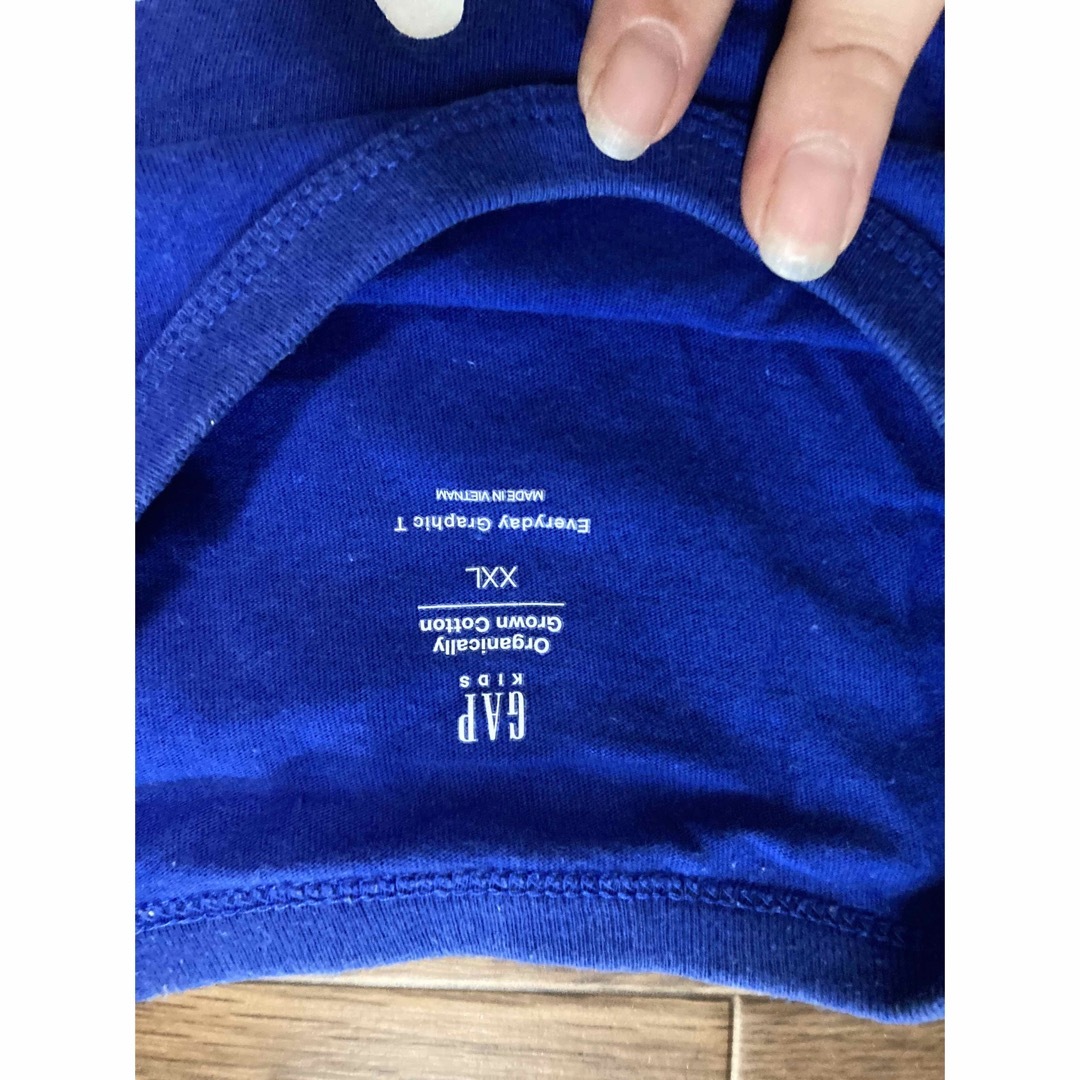 GAP
KIDS
Organically
Grown Cotton
XXL
Everyday Graphic T
MADE IN VIETNAM